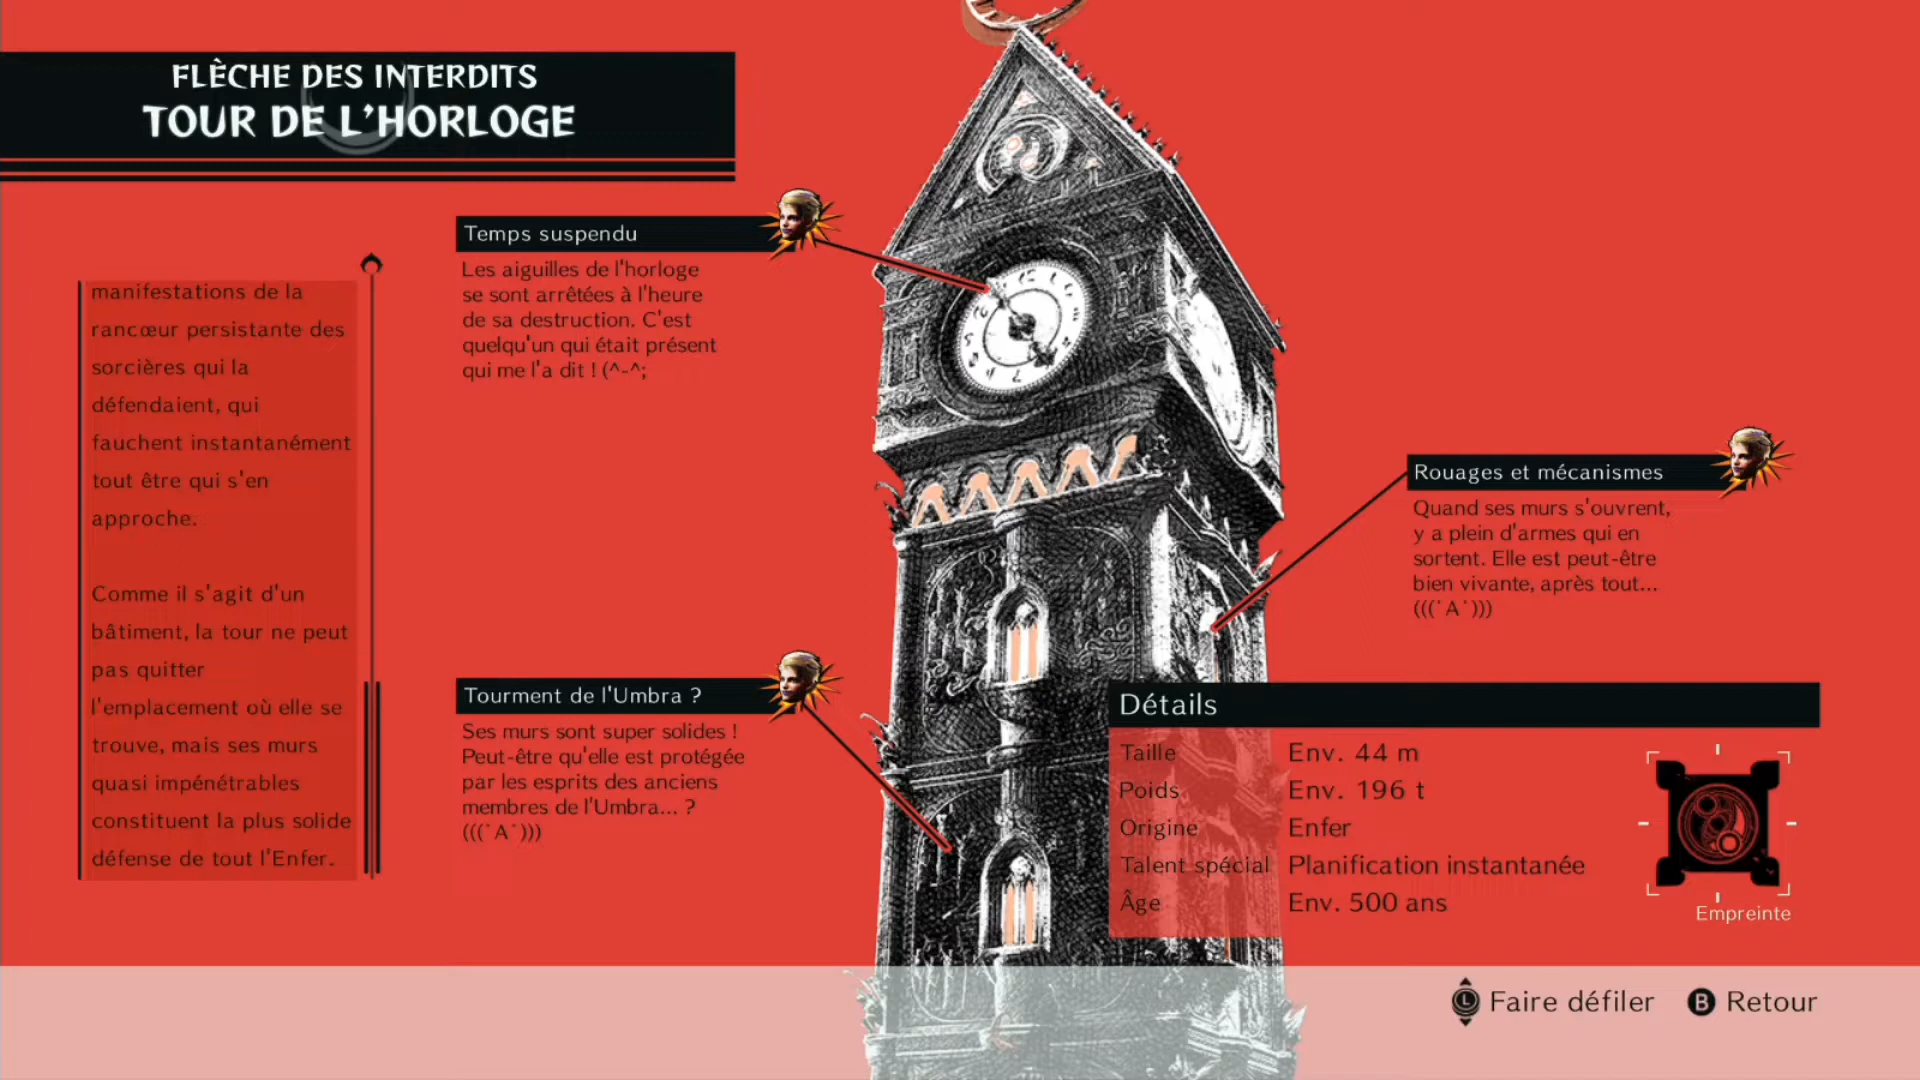 FLÈCHE DES INTERDITS
TOUR DE L'HORLOGE
manifestations de la
rancœur persistante des
sorcières qui la
défendaient, qui
fauchent instantanément
tout être qui s'en
approche.
Comme il s'agit d'un
bâtiment, la tour ne peut
pas quitter
l'emplacement où elle se
trouve, mais ses murs
quasi impénétrables
constituent la plus solide
défense de tout l'Enfer.
Temps suspendu
Les aiguilles de l'horloge
se sont arrêtées à l'heure
de sa destruction. C'est
quelqu'un qui était présent
qui me l'a dit ! (^-^;
Tourment de l'Umbra ?
Ses murs sont super solides !
Peut-être qu'elle est protégée
par les esprits des anciens
membres de l'Umbra... ?
(((ﾟAﾟ)))
Rouages et mécanismes
Quand ses murs s'ouvrent,
y a plein d'armes qui en
sortent. Elle est peut-être
bien vivante, après tout...
(((ﾟAﾟ)))
Détails
Taille Env. 44 m
Poids Env. 196 t
Origine Enfer
Talent spécial Planification instantanée
Âge Env. 500 ans
Empreinte
L Faire défiler B Retour